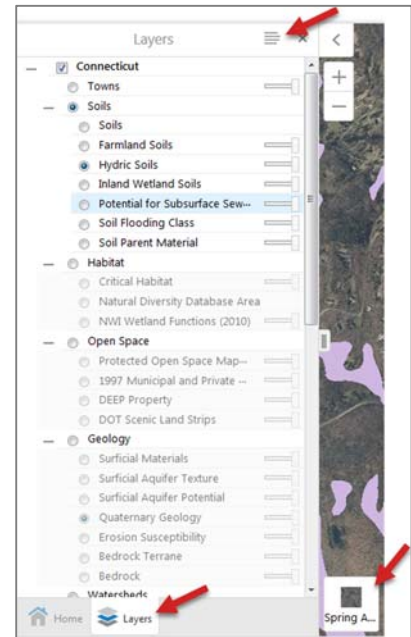 Layers
Connecticut
Towns
Soils
Soils
Farmland Soils
Hydric Soils
Inland Wetland Soils
Potential for Subsurface Sew...
Soil Flooding Class
Soil Parent Material
Habitat
Critical Habitat
Natural Diversity Database Area
NWI Wetland Functions (2010)
Open Space
Protected Open Space Map...
1997 Municipal and Private ...
DEEP Property
DOT Scenic Land Strips
Geology
Surficial Materials
Surficial Aquifer Texture
Surficial Aquifer Potential
Quaternary Geology
Erosion Susceptibility
Bedrock Terrane
Bedrock
Watersheds
Home Layers
Spring A...